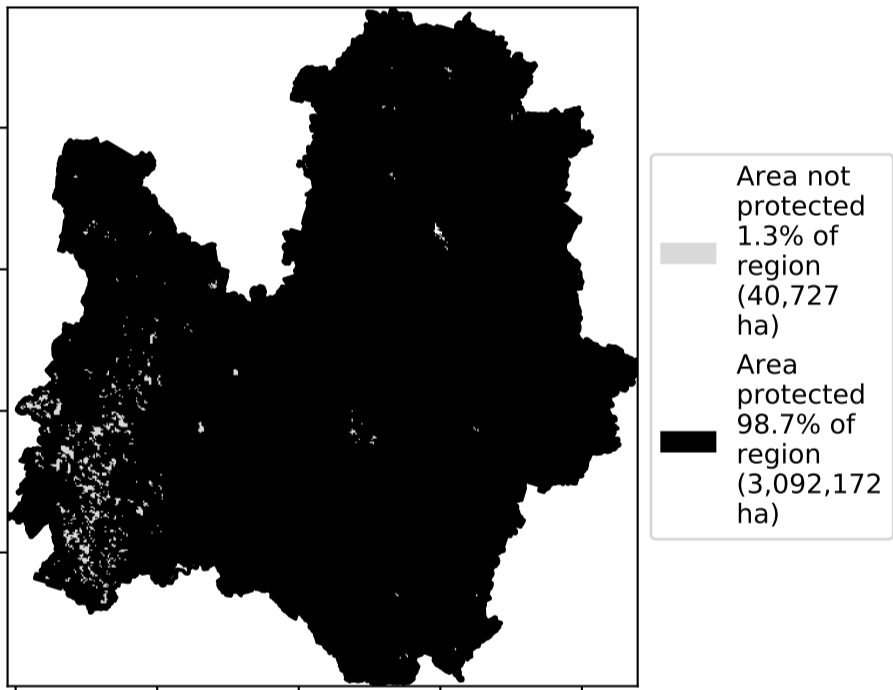 Area not
protected
1.3% of
region
(40,727
ha)
Area
protected
98.7% of
region
(3,092,172
ha)